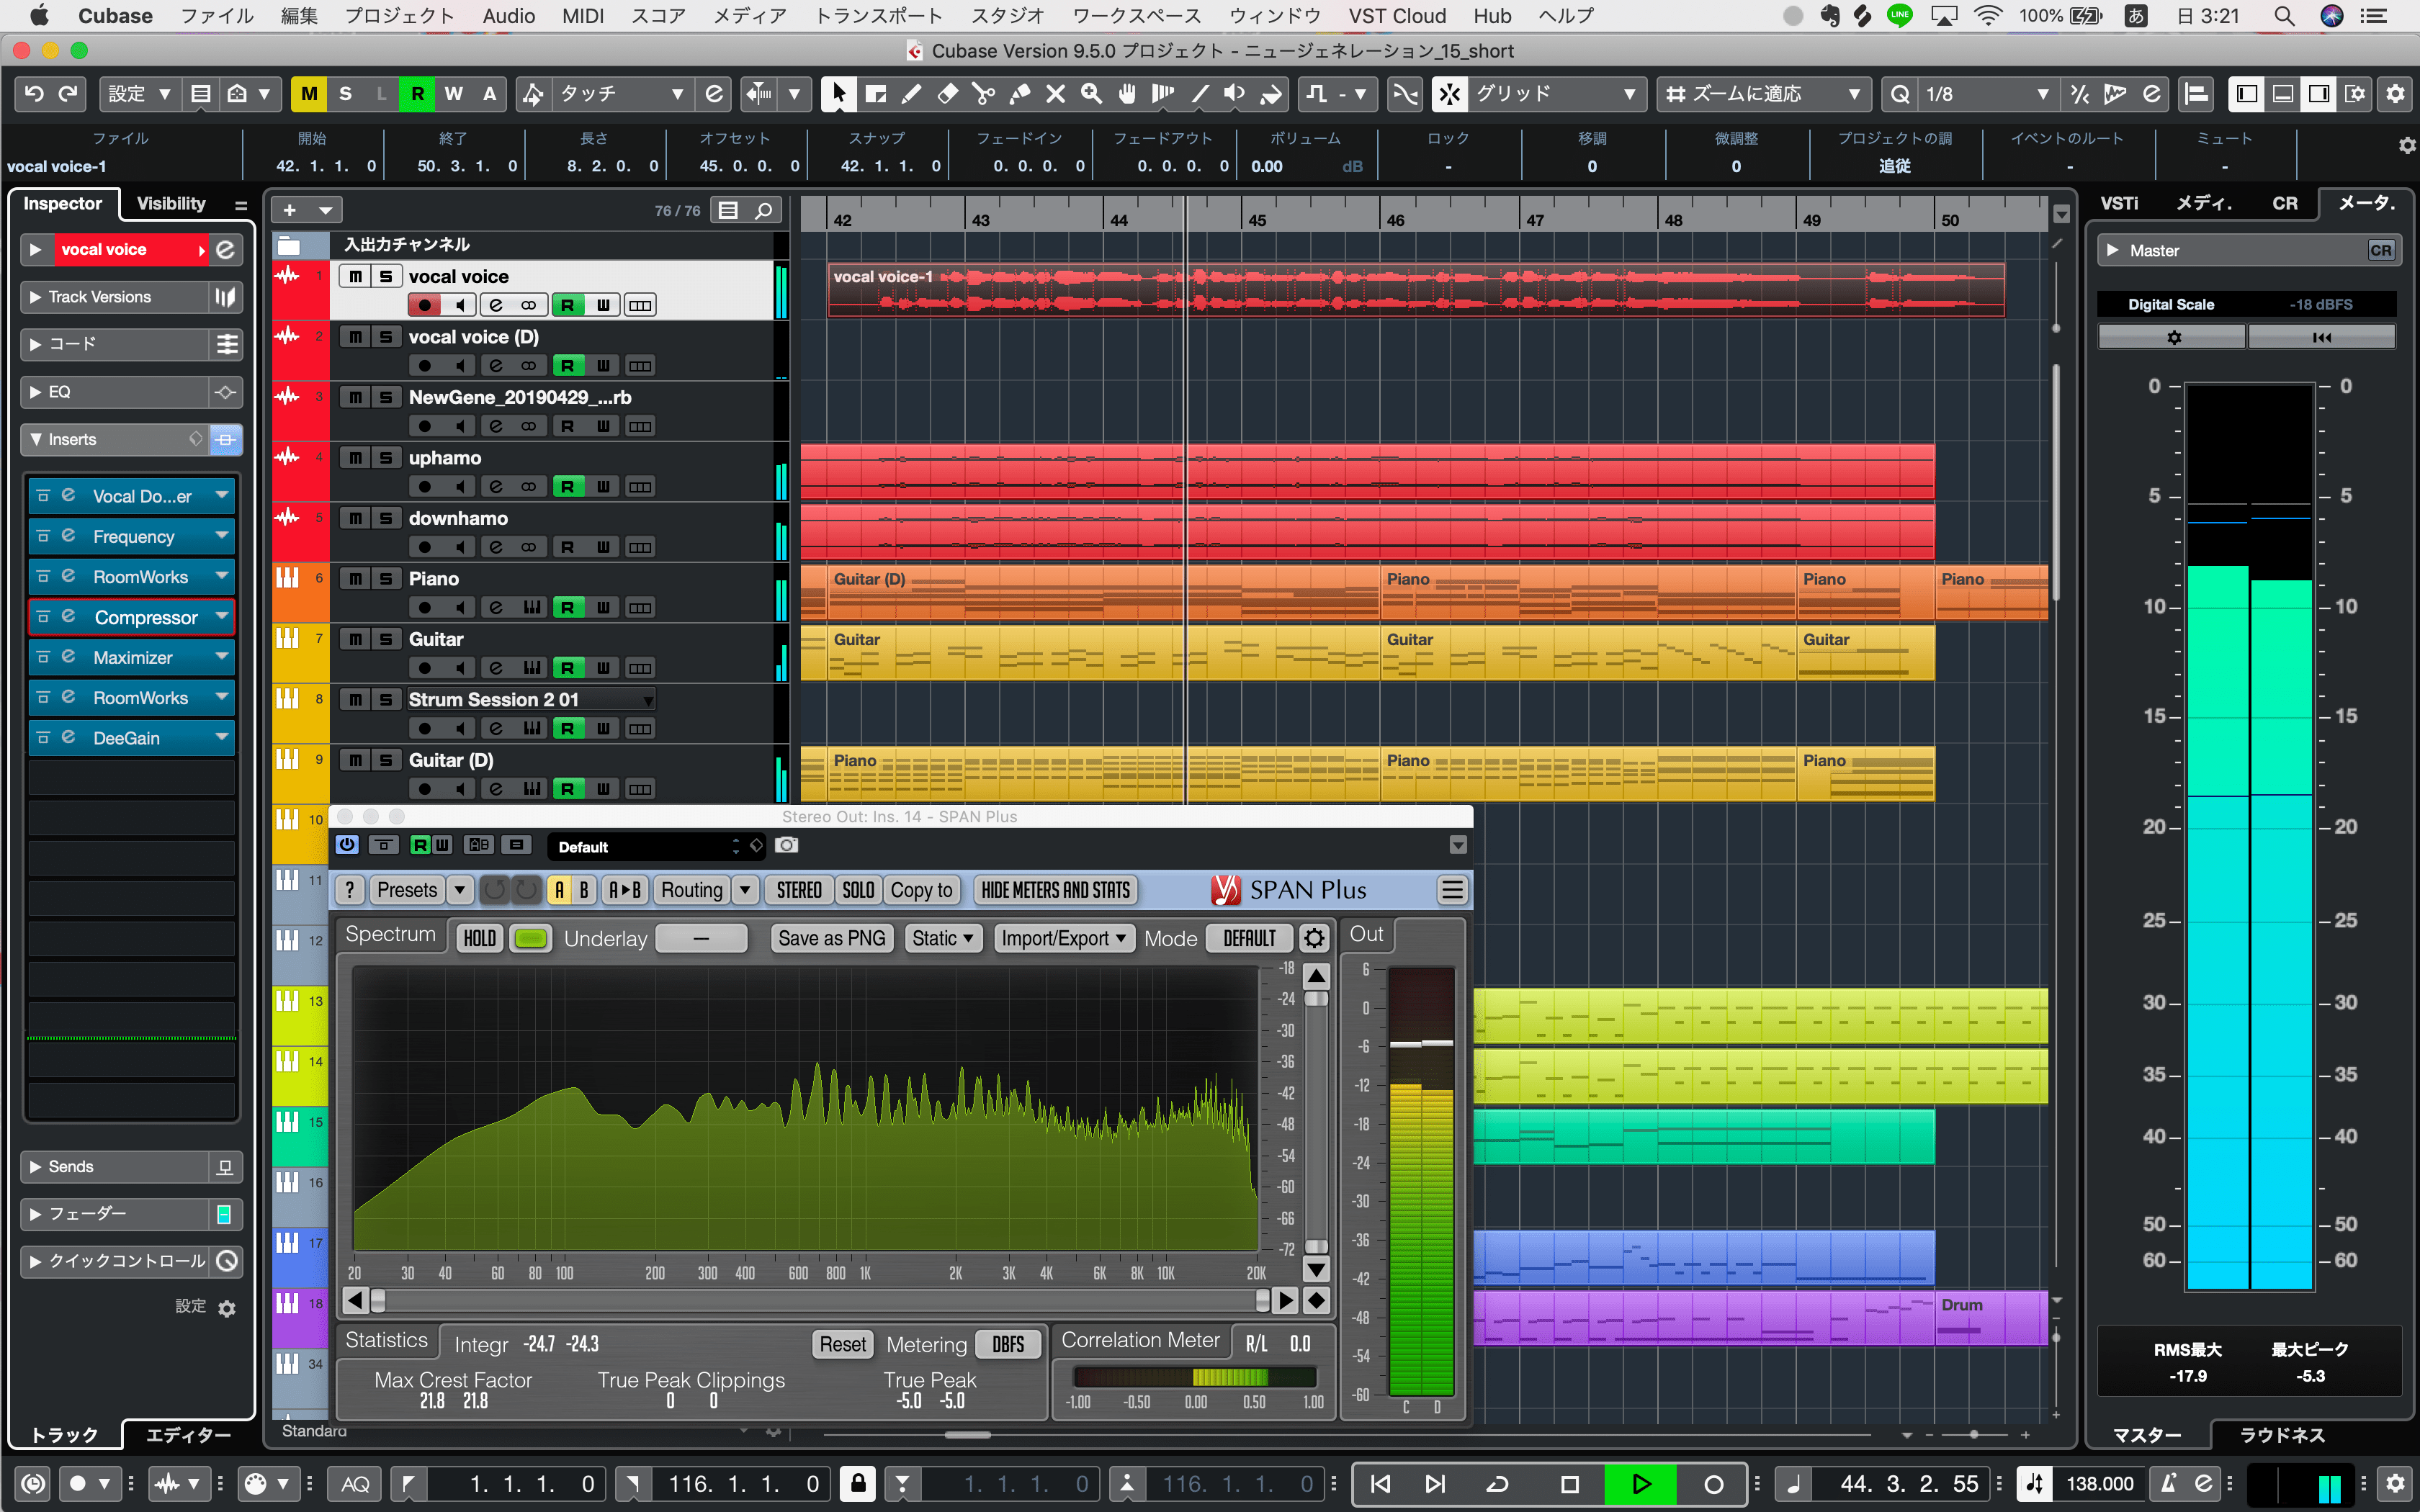 Cubase ファイル 編集 プロジェクト Audio MIDI スコア メディア トランスポート スタジオ ワークスペース ウィンドウ VST Cloud Hub ヘルプ LINE 100% あ 日 3:21
Cubase Version 9.5.0 プロジェクト - ニュージェネレーション_15_short
設定 M S L R W A タッチ グリッド ズームに適応 Q 1/8
ファイル 開始 終了 長さ オフセット スナップ フェードイン フェードアウト ボリューム ロック 移調 微調整 プロジェクトの調 イベントのルート ミュート
vocal voice-1 42. 1. 1. 0 50. 3. 1. 0 8. 2. 0. 0 45. 0. 0. 0 42. 1. 1. 0 0. 0. 0. 0 0. 0. 0. 0 0.00 dB - 0 0 追従 - -
Inspector Visibility
vocal voice
Track Versions
コード
EQ
Inserts
Vocal Do...er
Frequency
RoomWorks
Compressor
Maximizer
RoomWorks
DeeGain
Sends
フェーダー
クイックコントロール
設定
トラック エディター
76 / 76
42 43 44 45 46 47 48 49 50
入出力チャンネル
1 m S vocal voice
R W
vocal voice-1
2 m S vocal voice (D)
R W
3 m S NewGene_20190429_...rb
R W
4 m S uphamo
R W
5 m S downhamo
R W
6 m S Piano
R W
Guitar (D) Piano Piano Piano
7 m S Guitar
R W
Guitar Guitar Guitar
8 m S Strum Session 2 01
R W
9 m S Guitar (D)
R W
Piano Piano Piano
10
11
12
13
14
15
16
17
18
Drum
34
Standard
Stereo Out: Ins. 14 - SPAN Plus
R W AB Default
? Presets A B A▸B Routing STEREO SOLO Copy to HIDE METERS AND STATS SPAN Plus
Spectrum HOLD Underlay — Save as PNG Static Import/Export Mode DEFAULT Out
-18
-24
-30
-36
-42
-48
-54
-60
-66
-72
20 30 40 60 80 100 200 300 400 600 800 1K 2K 3K 4K 6K 8K 10K 20K
6
0
-6
-12
-18
-24
-30
-36
-42
-48
-54
-60
C D
Statistics Integr -24.7 -24.3 Reset Metering DBFS
Max Crest Factor True Peak Clippings True Peak
21.8 21.8 0 0 -5.0 -5.0
Correlation Meter R/L 0.0
-1.00 -0.50 0.00 0.50 1.00
VSTi メディ. CR メータ.
Master CR
Digital Scale -18 dBFS
0 0
5 5
10 10
15 15
20 20
25 25
30 30
35 35
40 40
50 50
60 60
RMS最大 最大ピーク
-17.9 -5.3
マスター ラウドネス
AQ 1. 1. 1. 0 116. 1. 1. 0 1. 1. 1. 0 116. 1. 1. 0 44. 3. 2. 55 138.000